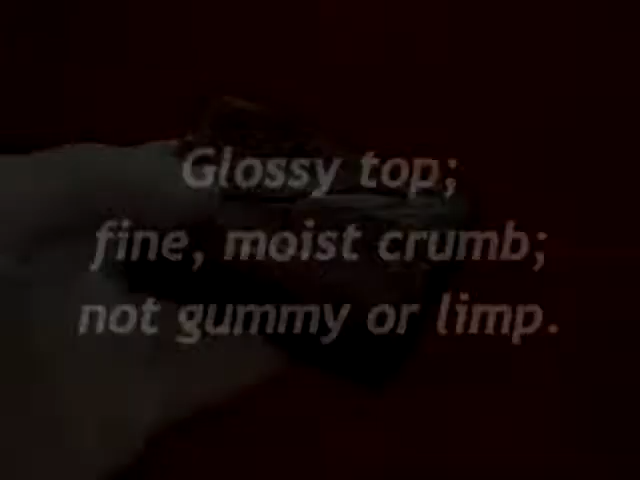 Glossy top;
fine, moist crumb;
not gummy or limp.